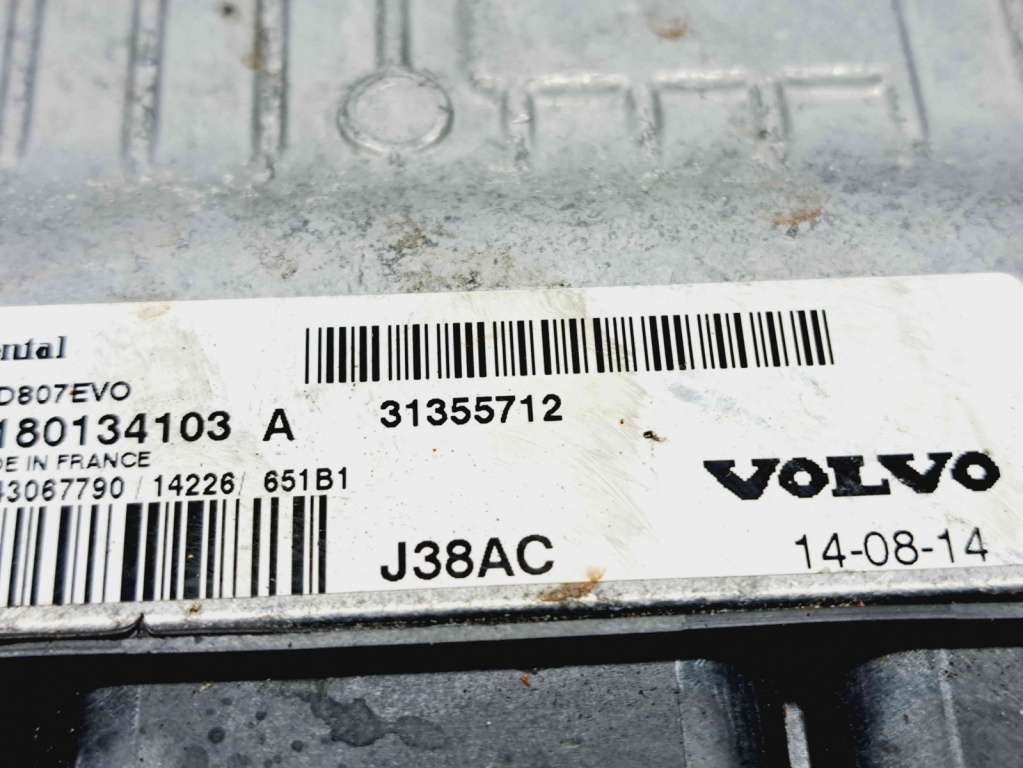 ental
D807EVO
180134103 A
DE IN FRANCE
43067790 / 14226 / 651B1
31355712
J38AC
VOLVO
14-08-14